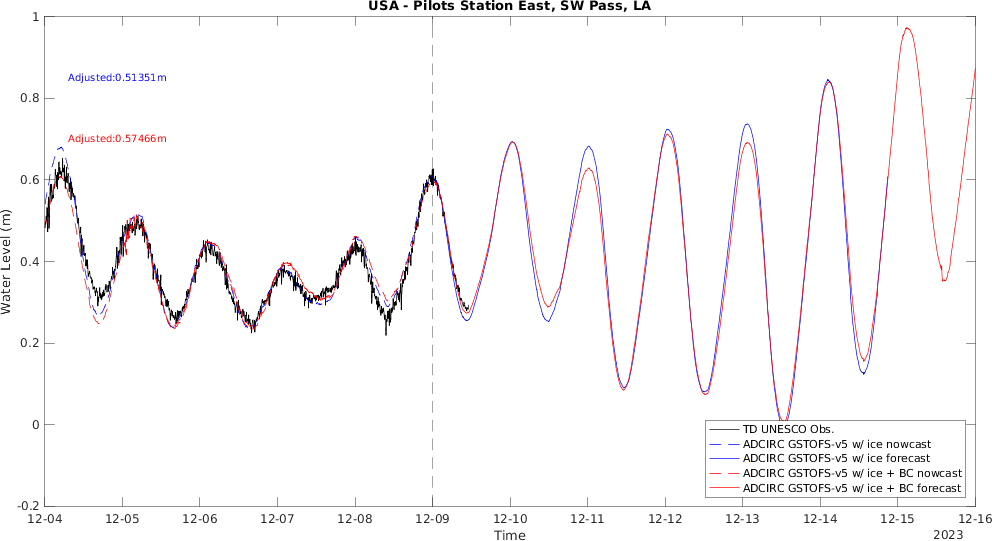 USA - Pilots Station East, SW Pass, LA
1
Adjusted:0.51351m
0.8
Adjusted:0.57466m
0.6
0.4
0.2
0
-0.2
Water Level (m)
TD UNESCO Obs.
ADCIRC GSTOFS-v5 w/ ice nowcast
ADCIRC GSTOFS-v5 w/ ice forecast
ADCIRC GSTOFS-v5 w/ ice + BC nowcast
ADCIRC GSTOFS-v5 w/ ice + BC forecast
12-04 12-05 12-06 12-07 12-08 12-09 12-10 12-11 12-12 12-13 12-14 12-15 12-16
Time
2023